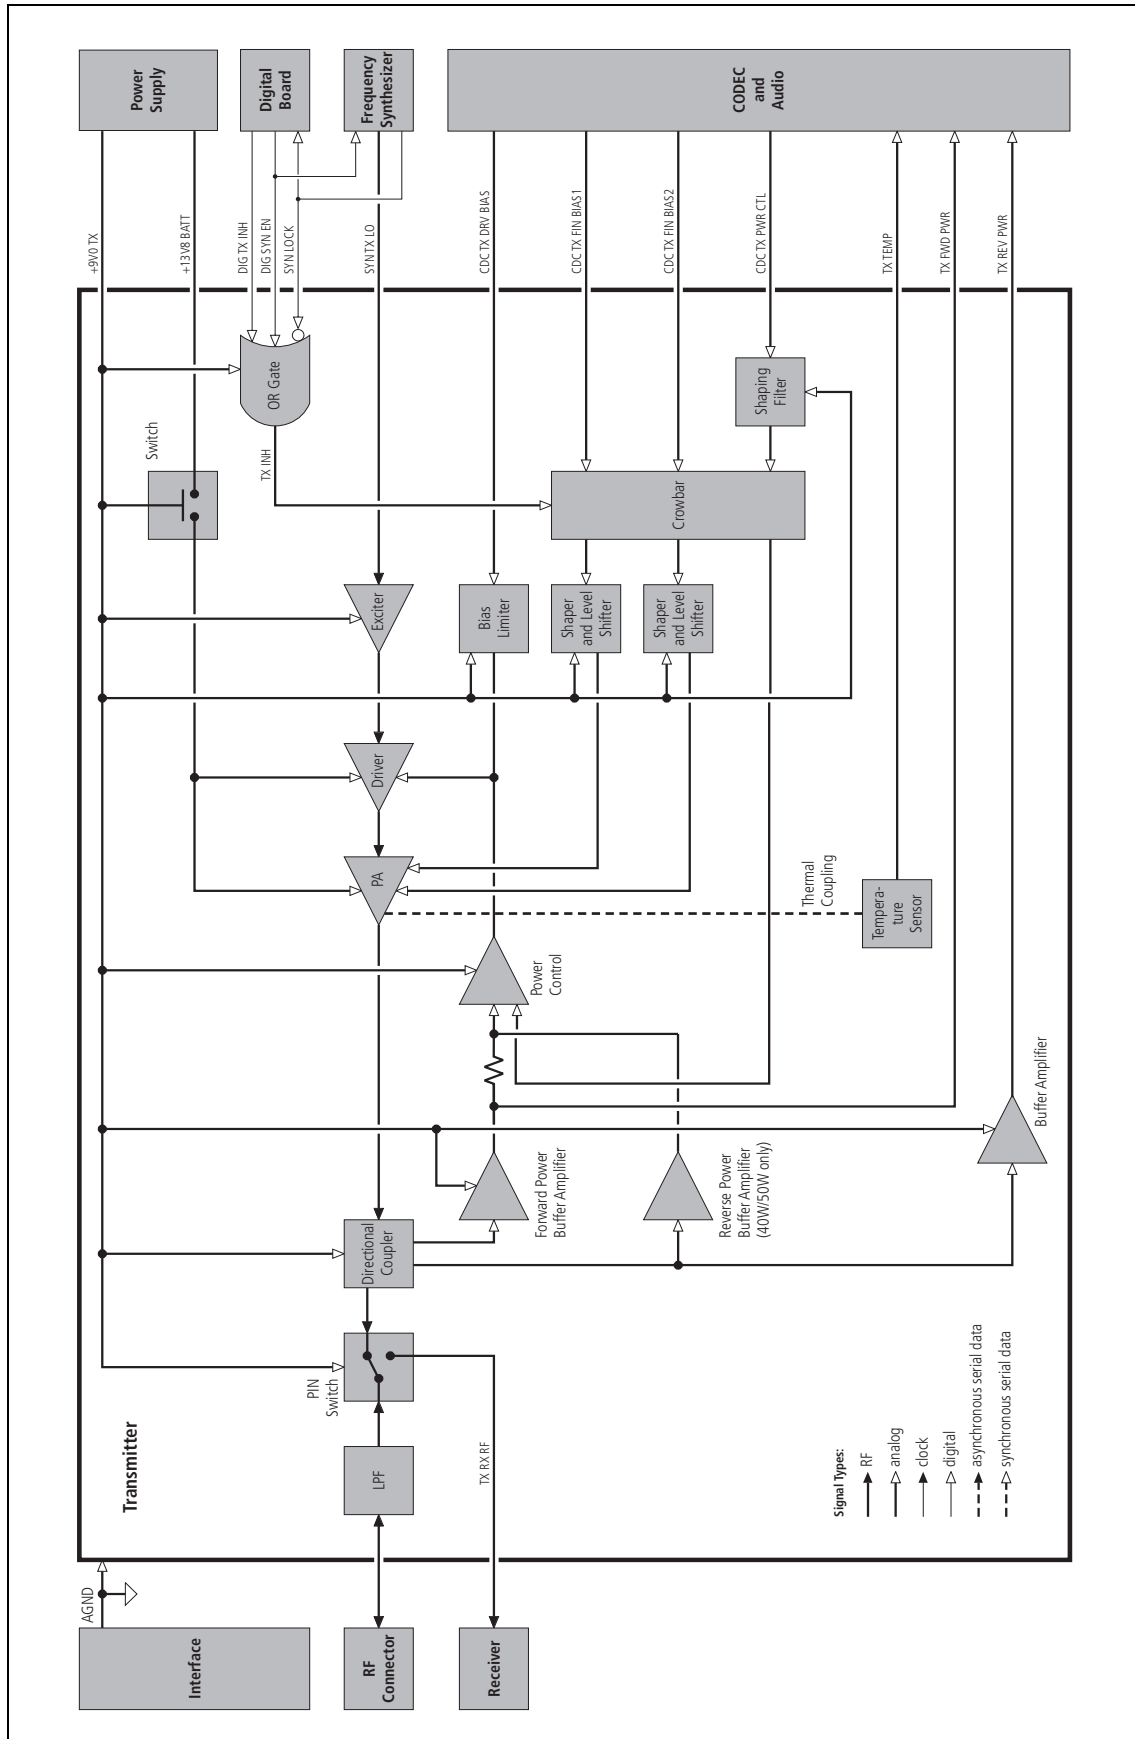 Power
Supply
Digital
Board
Frequency
Synthesizer
CODEC
and
Audio
+9V0 TX
+13V8 BATT
DIG TX INH
DIG SYN EN
SYN LOCK
SYN TX LO
CDC TX DRV BIAS
CDC TX FIN BIAS1
CDC TX FIN BIAS2
CDC TX PWR CTL
TX TEMP
TX FWD PWR
TX REV PWR
OR Gate
Shaping
Filter
Switch
TX INH
Crowbar
Exciter
Bias
Limiter
Shaper
and Level
Shifter
Shaper
and Level
Shifter
Driver
PA
Thermal
Coupling
Tempera-
ture
Sensor
Power
Control
Buffer Amplifier
Forward Power
Buffer Amplifier
Reverse Power
Buffer Amplifier
(40W/50W only)
Directional
Coupler
PIN
Switch
LPF
TX RX RF
Transmitter
Signal Types:
RF
analog
clock
digital
asynchronous serial data
synchronous serial data
AGND
Interface
RF
Connector
Receiver